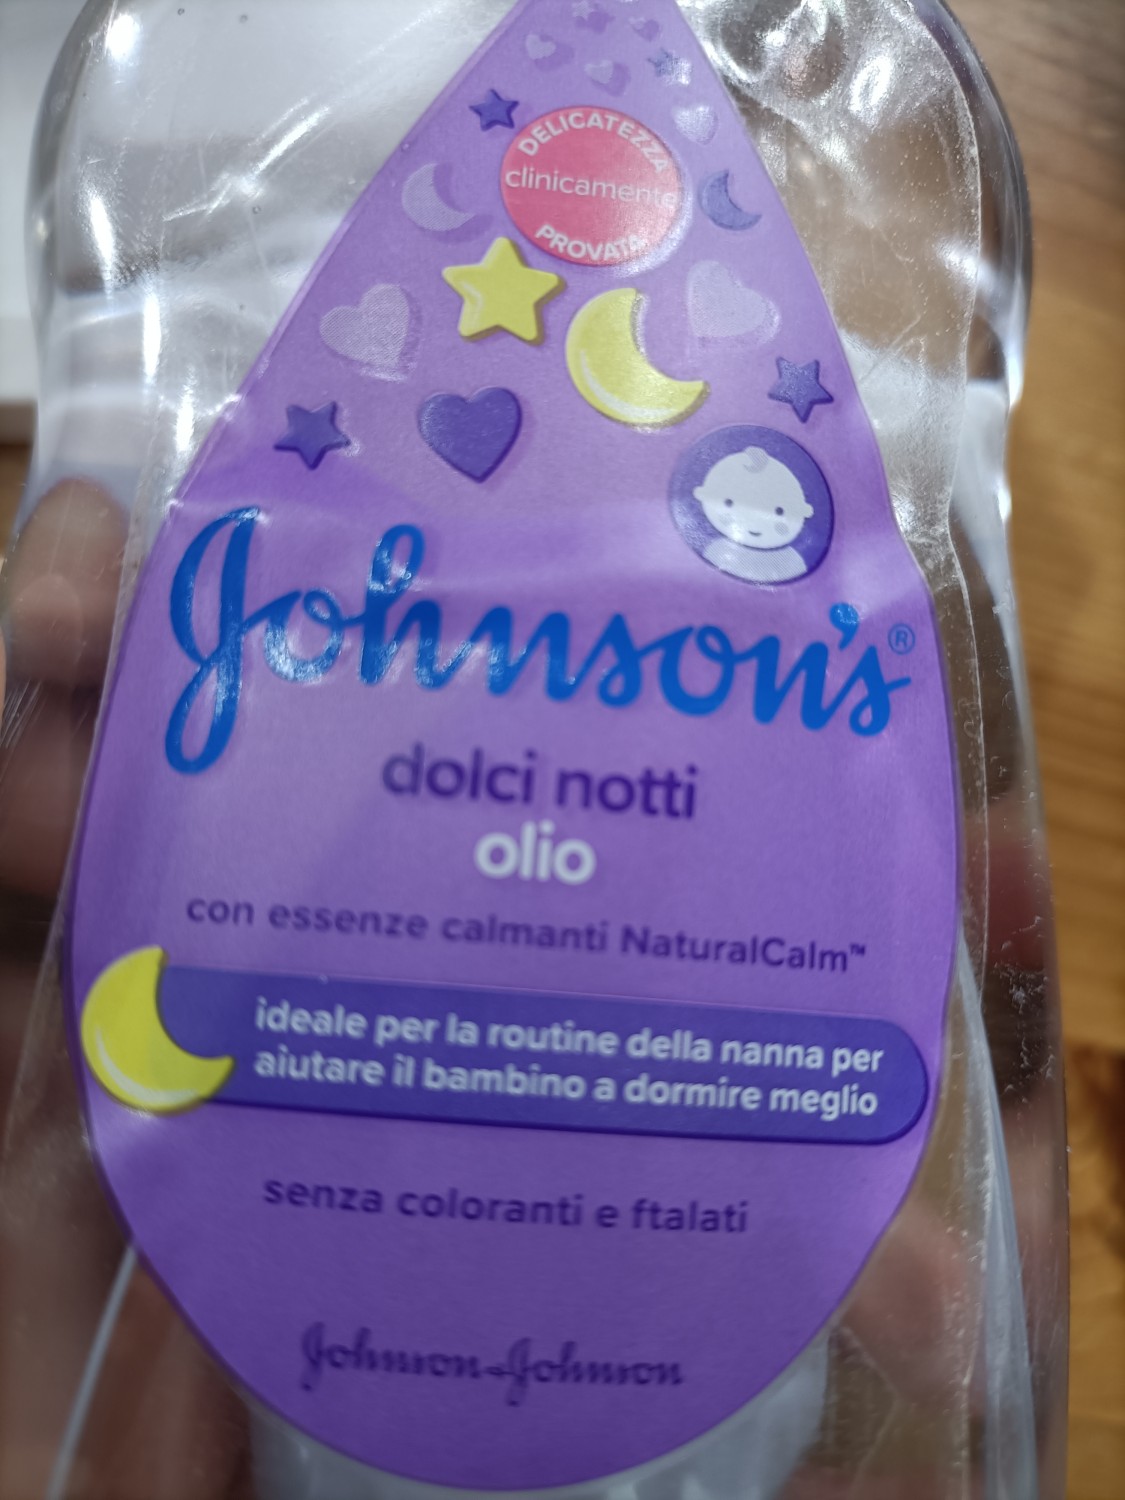 DELICATEZZA
clinicamente
PROVATA
Johnson's®
dolci notti
olio
con essenze calmanti NaturalCalm™
ideale per la routine della nanna per
aiutare il bambino a dormire meglio
senza coloranti e ftalati
Johnson+Johnson